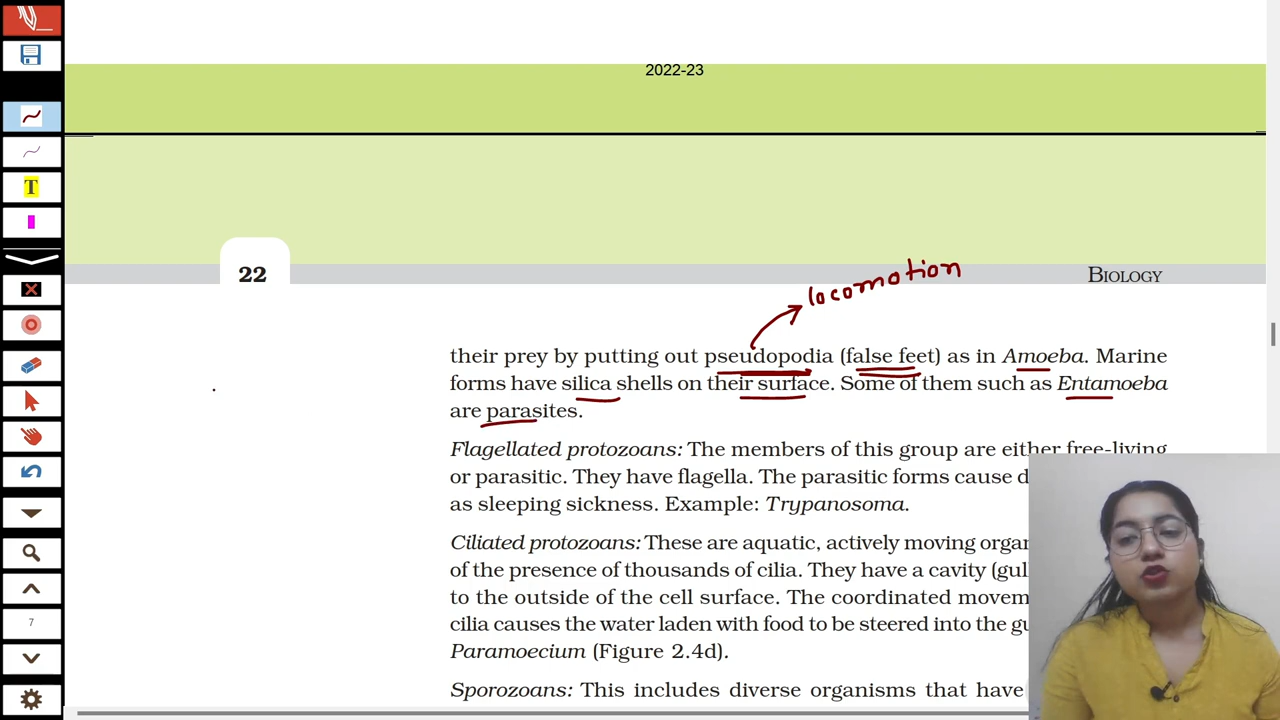 2022-23
22
BIOLOGY
locomotion
their prey by putting out pseudopodia (false feet) as in Amoeba. Marine
forms have silica shells on their surface. Some of them such as Entamoeba
are parasites.
Flagellated protozoans: The members of this group are either free-living
or parasitic. They have flagella. The parasitic forms cause
as sleeping sickness. Example: Trypanosoma.
Ciliated protozoans: These are aquatic, actively moving
of the presence of thousands of cilia. They have a cavity
to the outside of the cell surface. The coordinated
cilia causes the water laden with food to be steered into the
Paramoecium (Figure 2.4d).
Sporozoans: This includes diverse organisms that have
T
7